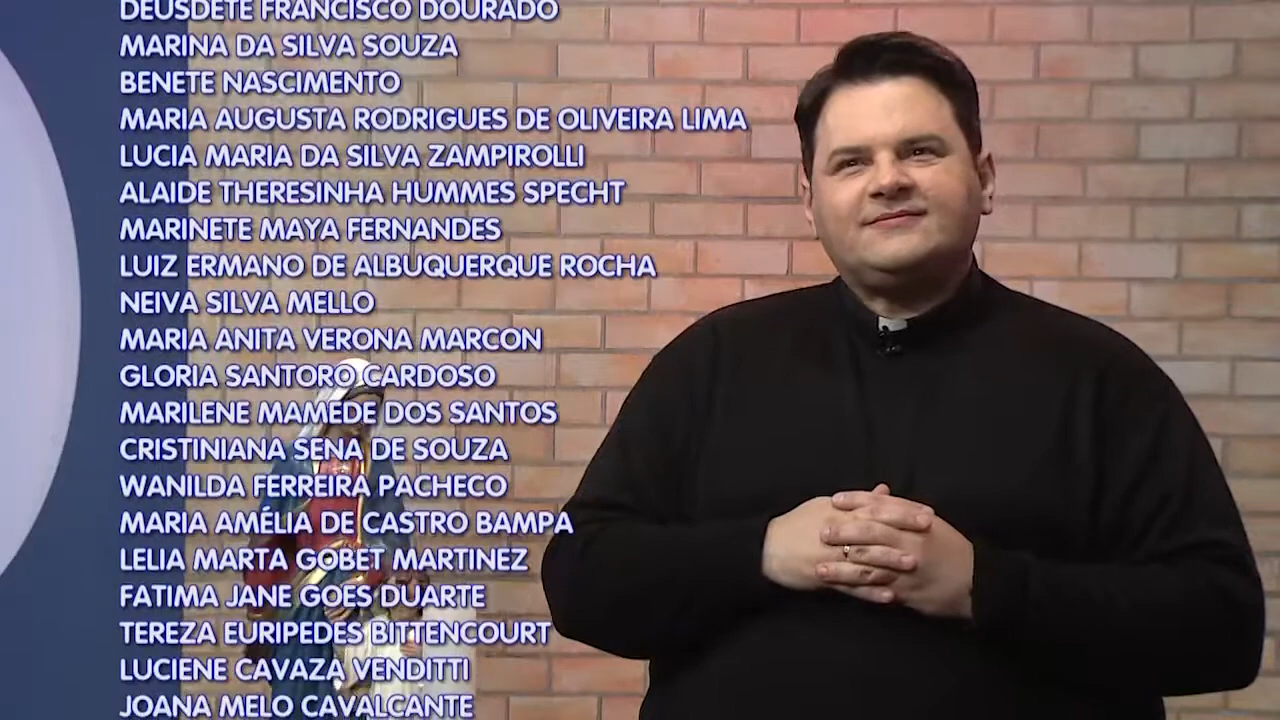 DEUSDETE FRANCISCO DOURADO
MARINA DA SILVA SOUZA
BENETE NASCIMENTO
MARIA AUGUSTA RODRIGUES DE OLIVEIRA LIMA
LUCIA MARIA DA SILVA ZAMPIROLLI
ALAIDE THERESINHA HUMMES SPECHT
MARINETE MAYA FERNANDES
LUIZ ERMANO DE ALBUQUERQUE ROCHA
NEIVA SILVA MELLO
MARIA ANITA VERONA MARCON
GLORIA SANTORO CARDOSO
MARILENE MAMEDE DOS SANTOS
CRISTINIANA SENA DE SOUZA
WANILDA FERREIRA PACHECO
MARIA AMÉLIA DE CASTRO BAMPA
LELIA MARTA GOBET MARTINEZ
FATIMA JANE GOES DUARTE
TEREZA EURIPEDES BITTENCOURT
LUCIENE CAVAZA VENDITTI
JOANA MELO CAVALCANTE